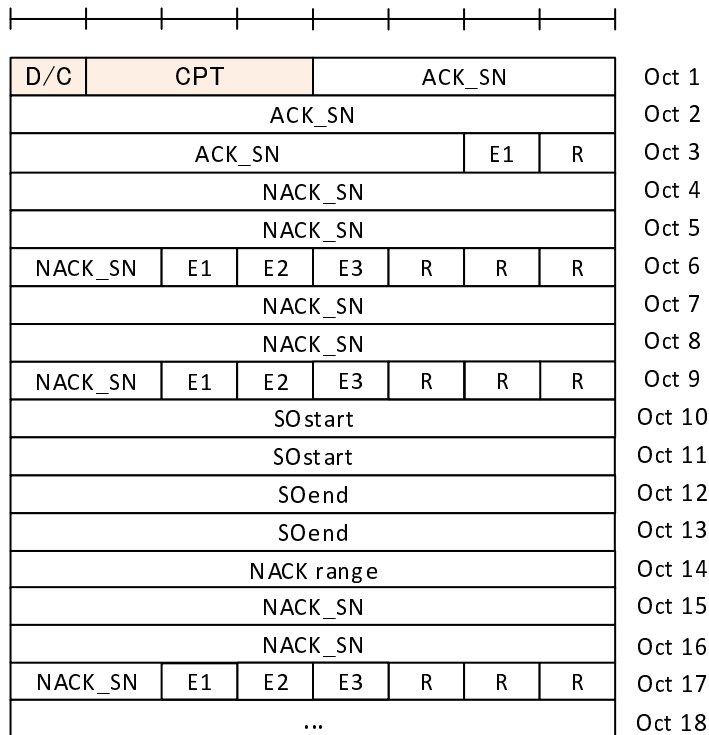 D/C CPT ACK_SN Oct 1
ACK_SN Oct 2
ACK_SN E1 R Oct 3
NACK_SN Oct 4
NACK_SN Oct 5
NACK_SN E1 E2 E3 R R R Oct 6
NACK_SN Oct 7
NACK_SN Oct 8
NACK_SN E1 E2 E3 R R R Oct 9
SOstart Oct 10
SOstart Oct 11
SOend Oct 12
SOend Oct 13
NACK range Oct 14
NACK_SN Oct 15
NACK_SN Oct 16
NACK_SN E1 E2 E3 R R R Oct 17
... Oct 18